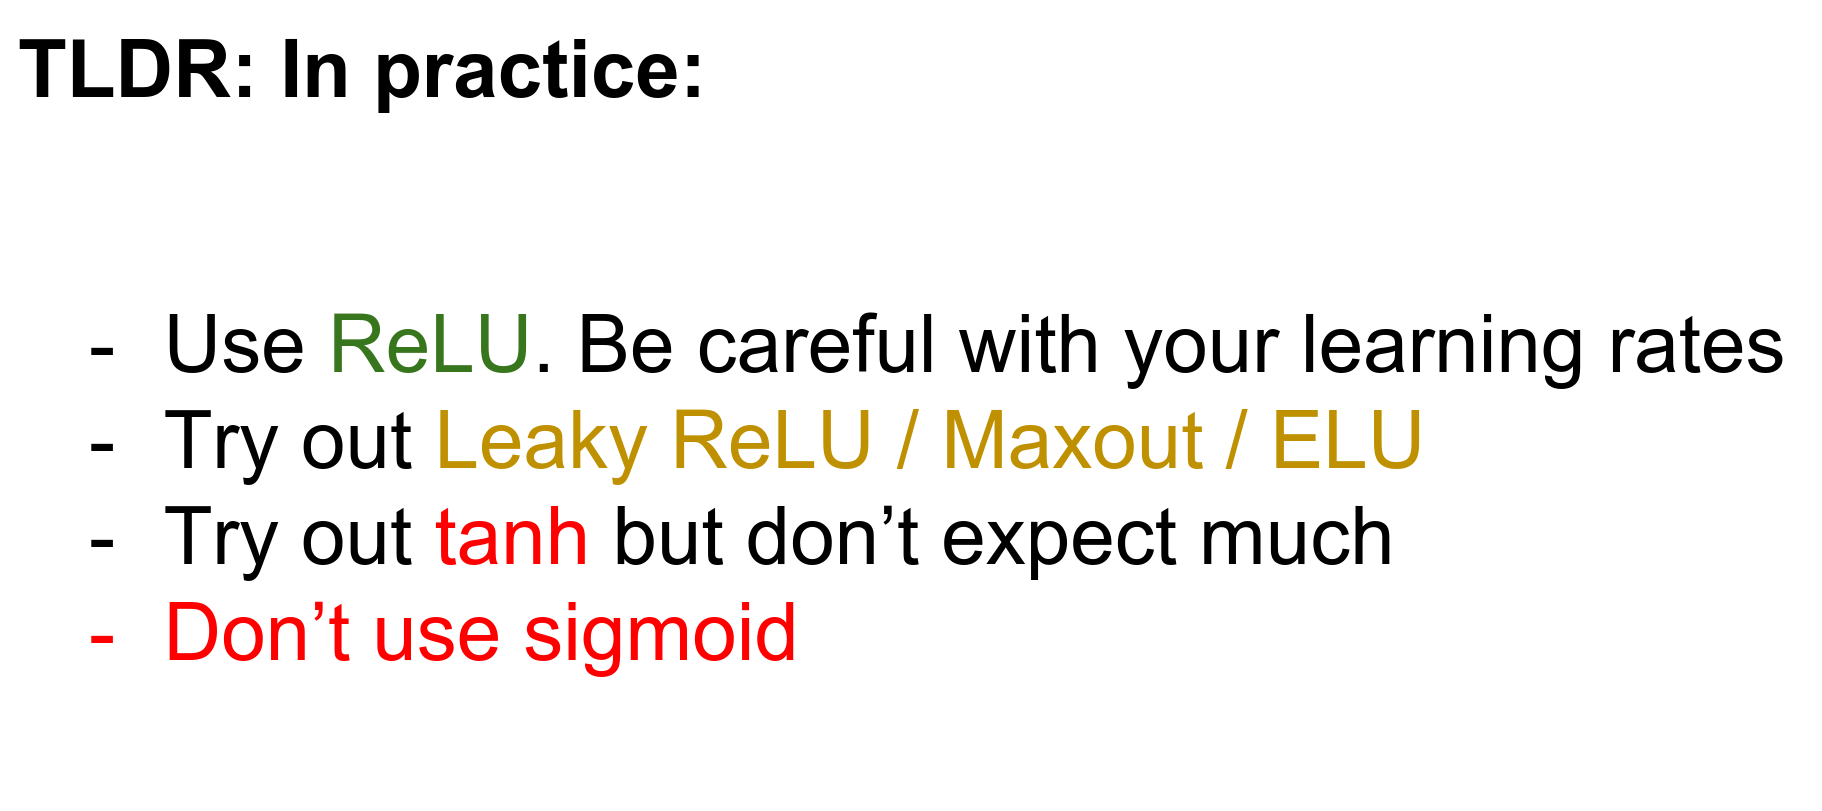 TLDR: In practice:
- Use ReLU. Be careful with your learning rates
- Try out Leaky ReLU / Maxout / ELU
- Try out tanh but don’t expect much
- Don’t use sigmoid